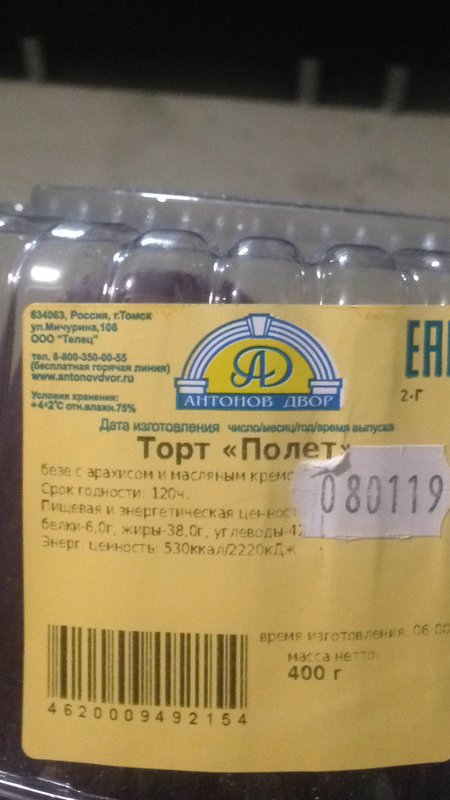 634063, Россия, г.Томск
ул.Мичурина,106
ООО "Телец"
тел. 8-800-350-00-55
(бесплатная горячая линия)
www.antonovdvor.ru
Условия хранения:
+4±2°С отн.влажн.75%
АД
АНТОНОВ ДВОР
ЕАС
2-Г
Дата изготовления число/месяц/год/время выпуска
Торт «Полет»
безе с арахисом и масляным кремо
Срок годности: 120ч.
080119
Пищевая и энергетическая ценност
белки-6,0г, жиры-38,0г, углеводы-42
Энерг. ценность: 530ккал/2220кДж
время изготовления: 06:00
масса нетто:
400 г
4620009492154